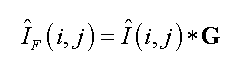 Î_F(i, j) = Î(i, j) * G